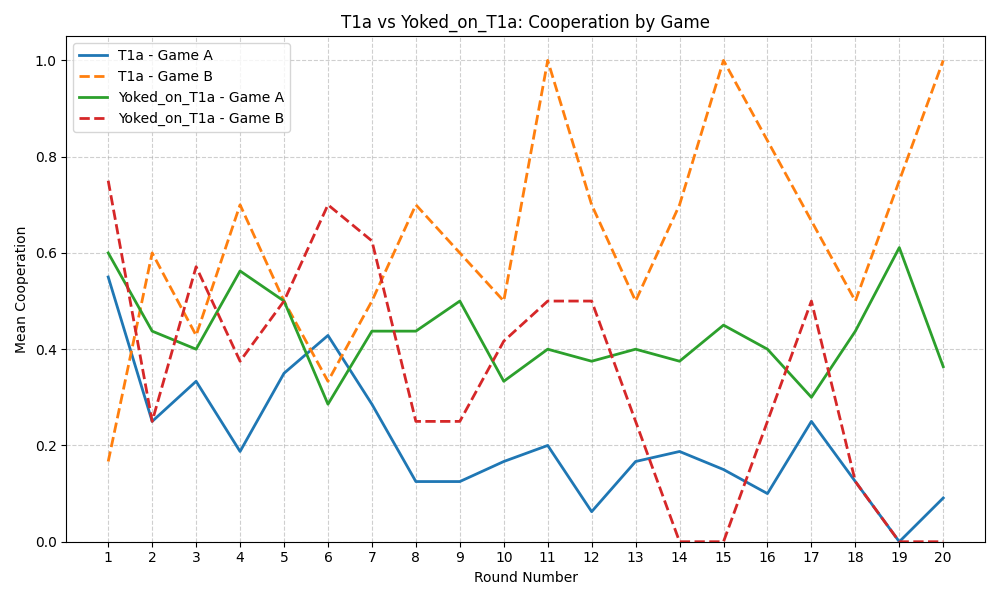 T1a vs Yoked_on_T1a: Cooperation by Game
T1a - Game A
T1a - Game B
Yoked_on_T1a - Game A
Yoked_on_T1a - Game B
Mean Cooperation
1.0
0.8
0.6
0.4
0.2
0.0
1 2 3 4 5 6 7 8 9 10 11 12 13 14 15 16 17 18 19 20
Round Number